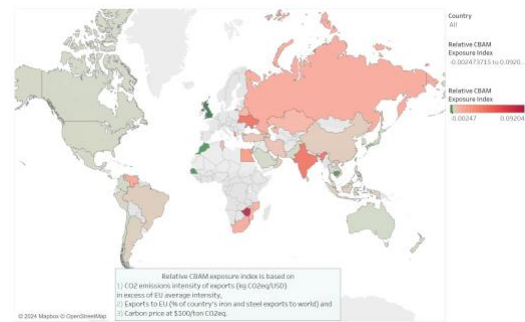 Country
All
Relative CBAM
Exposure Index
-0.002473715 to 0.0920..
Relative CBAM
Exposure Index
-0.00247 0.09204
Relative CBAM exposure index is based on
1) CO2 emissions intensity of exports (kg CO2eq/USD)
in excess of EU average intensity,
2) Exports to EU (% of country's iron and steel exports to world) and
3) Carbon price at $100/ton CO2eq.
© 2024 Mapbox © OpenStreetMap